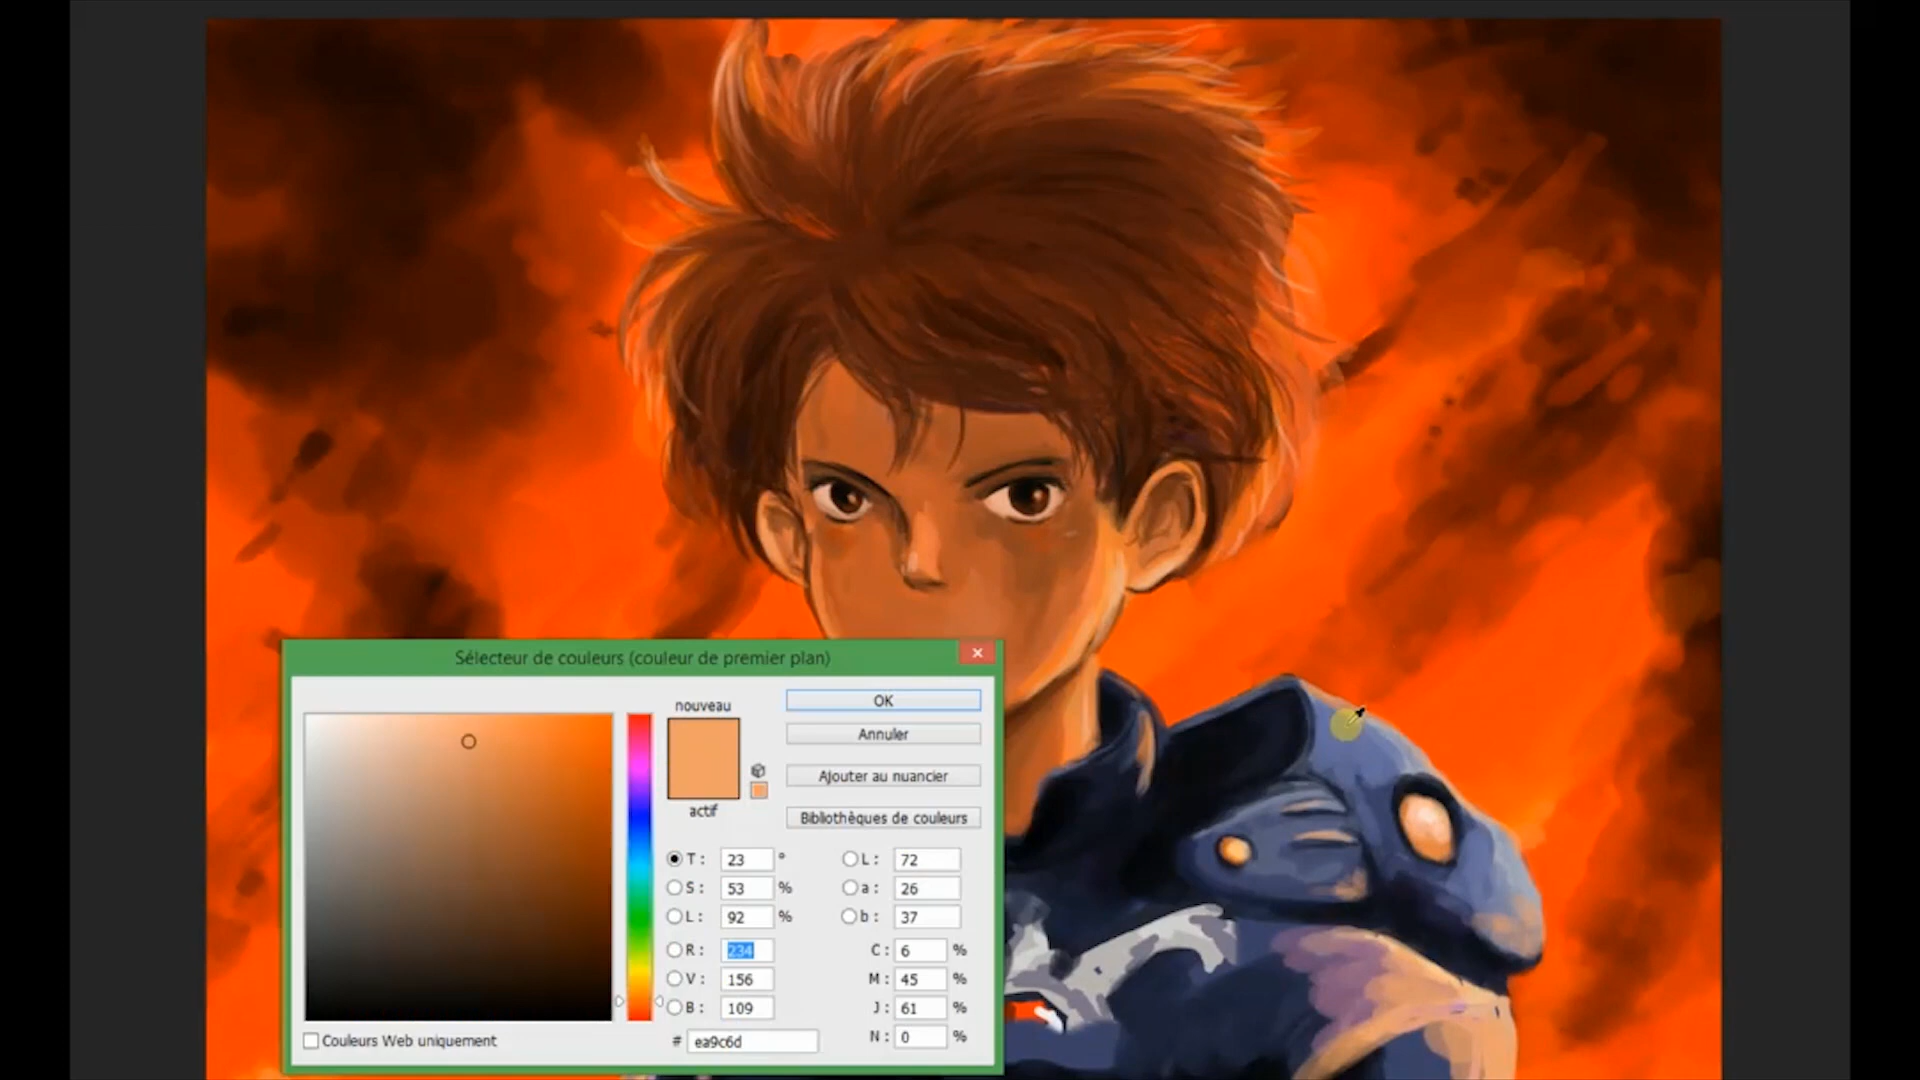 Sélecteur de couleurs (couleur de premier plan)
nouveau
OK
Annuler
Ajouter au nuancier
actif
Bibliothèques de couleurs
T : 23 ° L : 72
S : 53 % a : 26
L : 92 % b : 37
R : 234 C : 6 %
V : 156 M : 45 %
B : 109 J : 61 %
Couleurs Web uniquement # ea9c6d N : 0 %